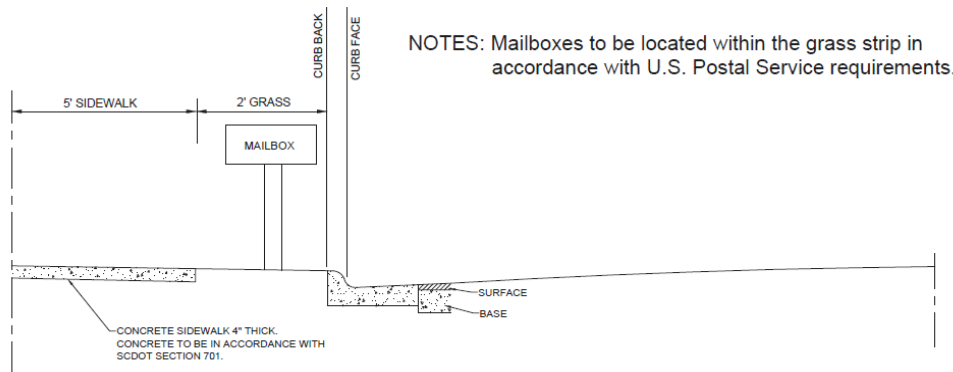 NOTES: Mailboxes to be located within the grass strip in
accordance with U.S. Postal Service requirements.
CURB BACK
CURB FACE
5' SIDEWALK
2' GRASS
MAILBOX
SURFACE
BASE
CONCRETE SIDEWALK 4" THICK.
CONCRETE TO BE IN ACCORDANCE WITH
SCDOT SECTION 701.